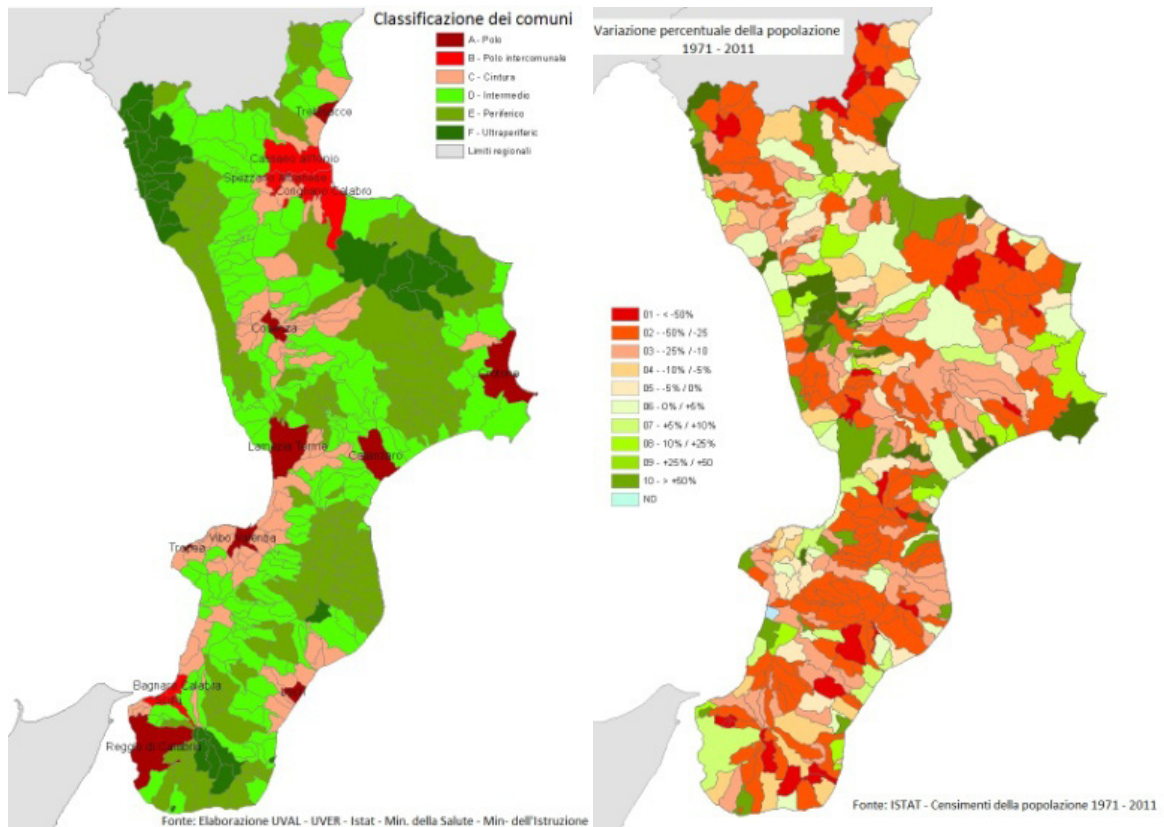 Classificazione dei comuni
A - Polo
B - Polo intercomunale
C - Cintura
D - Intermedio
E - Periferico
F - Ultraperiferic
Limiti regionali
Cosenza
Lamezia Terme
Catanzaro
Vibo Valentia
Tropea
Bagnara Calabra
Reggio di Calabria
Fonte: Elaborazione UVAL - UVER - Istat - Min. della Salute - Min- dell'Istruzione
Variazione percentuale della popolazione
1971 - 2011
01 - < -50%
02 - -50% / -25
03 - -25% / -10
04 - -10% / -5%
05 - -5% / 0%
06 - 0% / +5%
07 - +5% / +10%
08 - 10% / +25%
09 - +25% / +50
10 - > +50%
ND
Fonte: ISTAT - Censimenti della popolazione 1971 - 2011